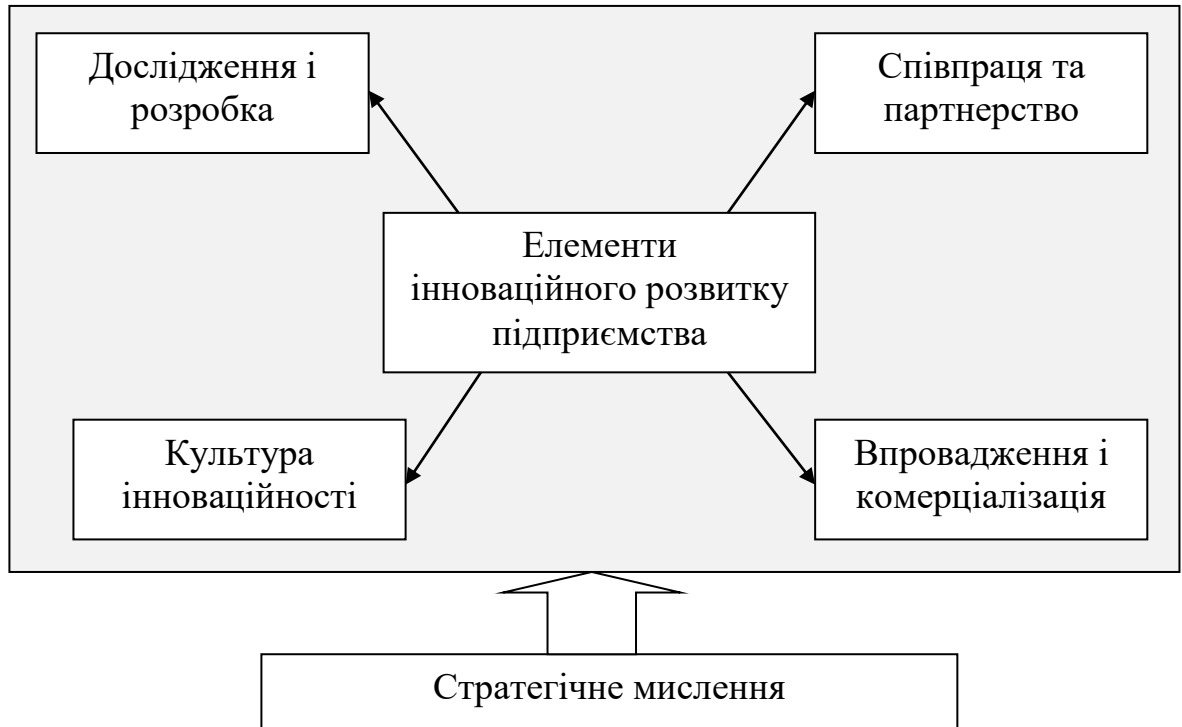 Дослідження і
розробка
Співпраця та
партнерство
Елементи
інноваційного розвитку
підприємства
Культура
інноваційності
Впровадження і
комерціалізація
Стратегічне мислення